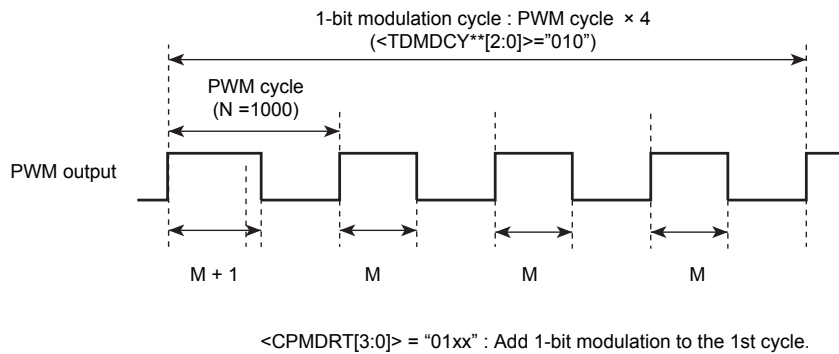 1-bit modulation cycle : PWM cycle × 4
(<TDMDCY**[2:0]>=”010”)
PWM cycle
(N =1000)
PWM output
M + 1
M
M
M
<CPMDRT[3:0]> = “01xx” : Add 1-bit modulation to the 1st cycle.